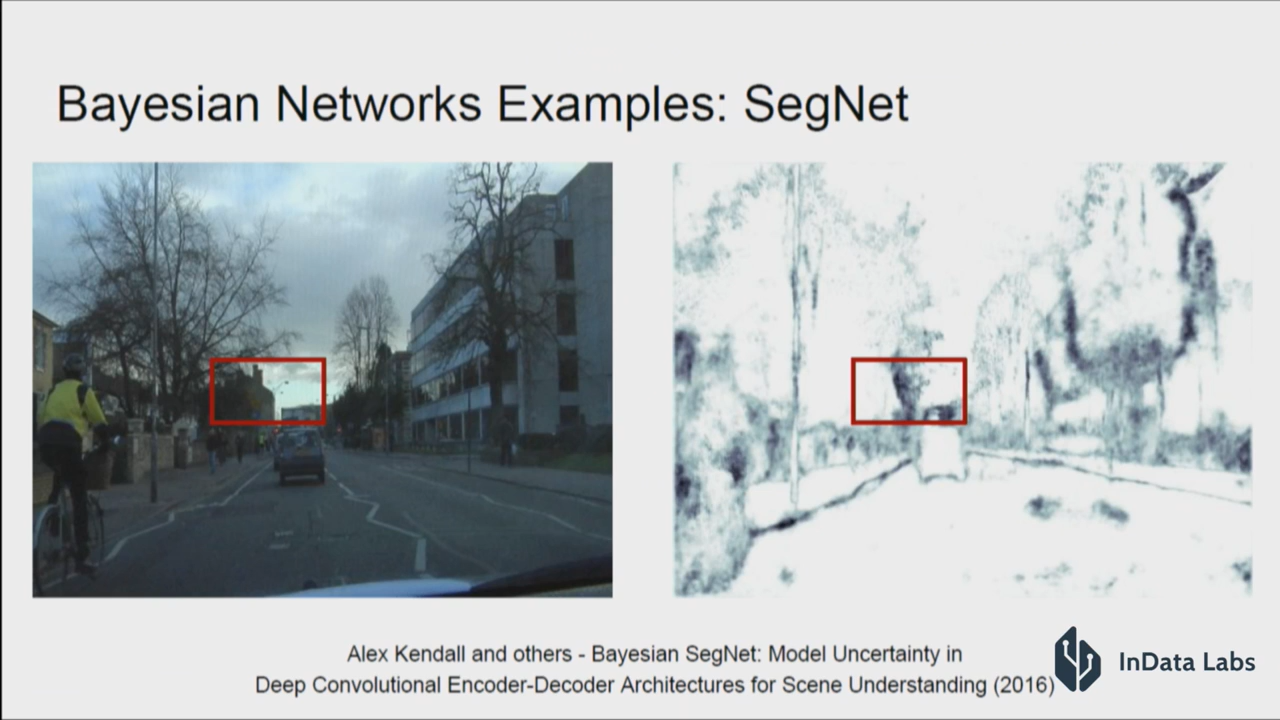 Bayesian Networks Examples: SegNet
Alex Kendall and others - Bayesian SegNet: Model Uncertainty in
Deep Convolutional Encoder-Decoder Architectures for Scene Understanding (2016)
InData Labs